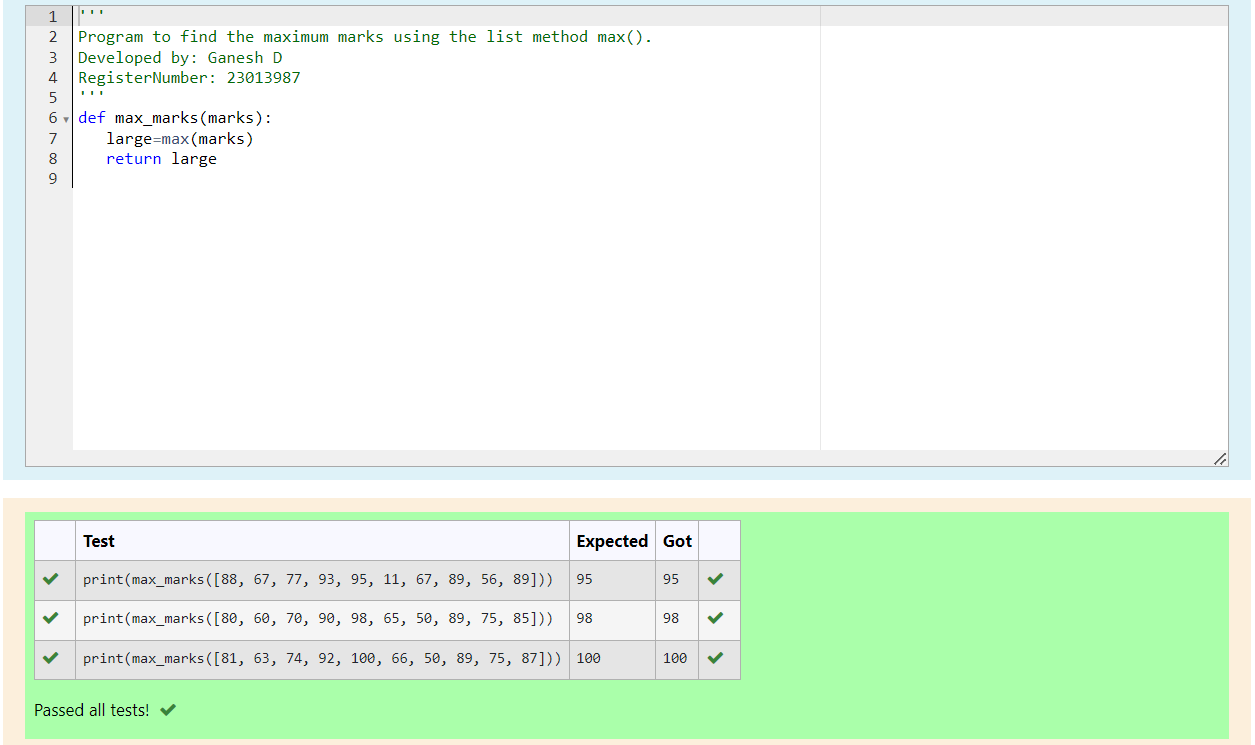 1 '''
2 Program to find the maximum marks using the list method max().
3 Developed by: Ganesh D
4 RegisterNumber: 23013987
5 '''
6 def max_marks(marks):
7    large=max(marks)
8    return large
9
Test Expected Got
print(max_marks([88, 67, 77, 93, 95, 11, 67, 89, 56, 89])) 95 95
print(max_marks([80, 60, 70, 90, 98, 65, 50, 89, 75, 85])) 98 98
print(max_marks([81, 63, 74, 92, 100, 66, 50, 89, 75, 87])) 100 100
Passed all tests!